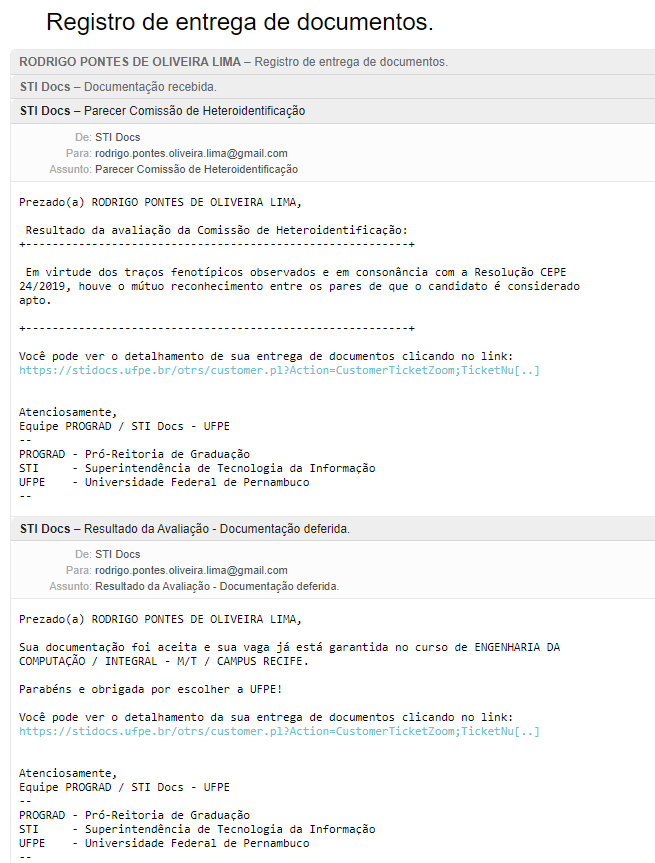 Registro de entrega de documentos.
RODRIGO PONTES DE OLIVEIRA LIMA – Registro de entrega de documentos.
STI Docs – Documentação recebida.
STI Docs – Parecer Comissão de Heteroidentificação
De: STI Docs
Para: rodrigo.pontes.oliveira.lima@gmail.com
Assunto: Parecer Comissão de Heteroidentificação
Prezado(a) RODRIGO PONTES DE OLIVEIRA LIMA,
Resultado da avaliação da Comissão de Heteroidentificação:
+----------------------------------------------------------+
Em virtude dos traços fenotípicos observados e em consonância com a Resolução CEPE
24/2019, houve o mútuo reconhecimento entre os pares de que o candidato é considerado
apto.
+----------------------------------------------------------+
Você pode ver o detalhamento de sua entrega de documentos clicando no link:
https://stidocs.ufpe.br/otrs/customer.pl?Action=CustomerTicketZoom;TicketNu[..]
Atenciosamente,
Equipe PROGRAD / STI Docs - UFPE
--
PROGRAD - Pró-Reitoria de Graduação
STI     - Superintendência de Tecnologia da Informação
UFPE    - Universidade Federal de Pernambuco
--
STI Docs – Resultado da Avaliação - Documentação deferida.
De: STI Docs
Para: rodrigo.pontes.oliveira.lima@gmail.com
Assunto: Resultado da Avaliação - Documentação deferida.
Prezado(a) RODRIGO PONTES DE OLIVEIRA LIMA,
Sua documentação foi aceita e sua vaga já está garantida no curso de ENGENHARIA DA
COMPUTAÇÃO / INTEGRAL - M/T / CAMPUS RECIFE.
Parabéns e obrigada por escolher a UFPE!
Você pode ver o detalhamento da sua entrega de documentos clicando no link:
https://stidocs.ufpe.br/otrs/customer.pl?Action=CustomerTicketZoom;TicketNu[..]
Atenciosamente,
Equipe PROGRAD / STI Docs - UFPE
--
PROGRAD - Pró-Reitoria de Graduação
STI     - Superintendência de Tecnologia da Informação
UFPE    - Universidade Federal de Pernambuco
--